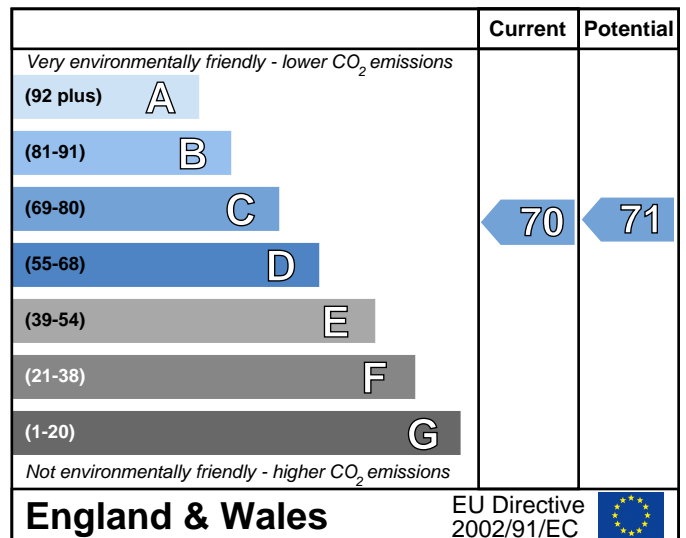 Current Potential
Very environmentally friendly - lower CO2 emissions
(92 plus) A
(81-91) B
(69-80) C 70 71
(55-68) D
(39-54) E
(21-38) F
(1-20) G
Not environmentally friendly - higher CO2 emissions
England & Wales
EU Directive
2002/91/EC